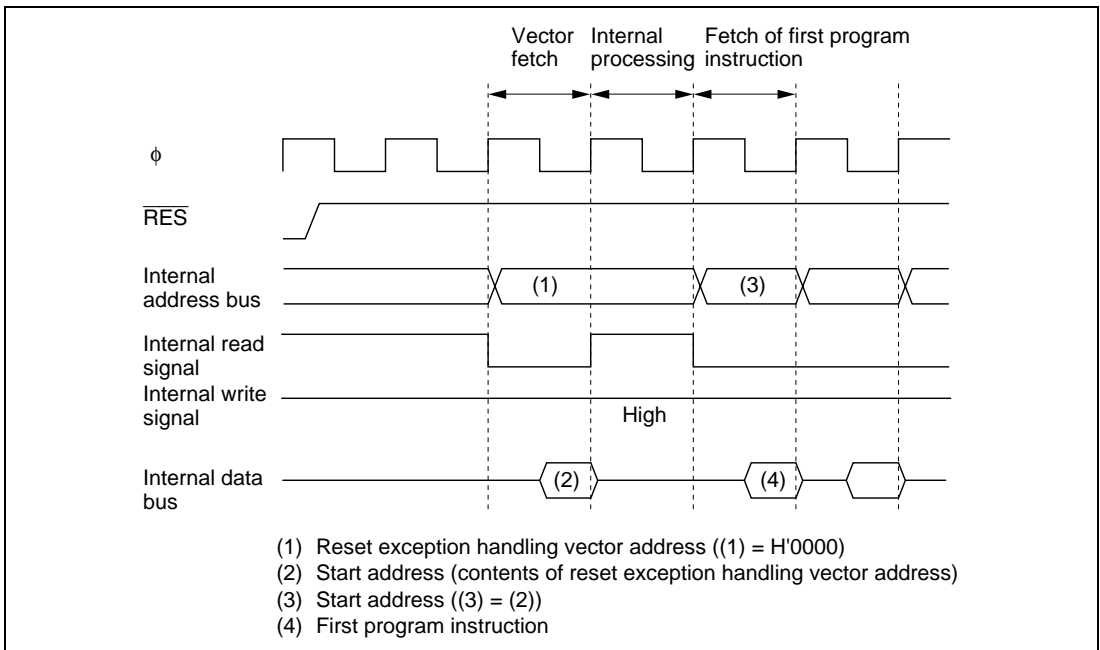 Vector fetch
Internal processing
Fetch of first program instruction
φ
RES
Internal address bus
(1)
(3)
Internal read signal
Internal write signal
High
Internal data bus
(2)
(4)
(1) Reset exception handling vector address ((1) = H'0000)
(2) Start address (contents of reset exception handling vector address)
(3) Start address ((3) = (2))
(4) First program instruction